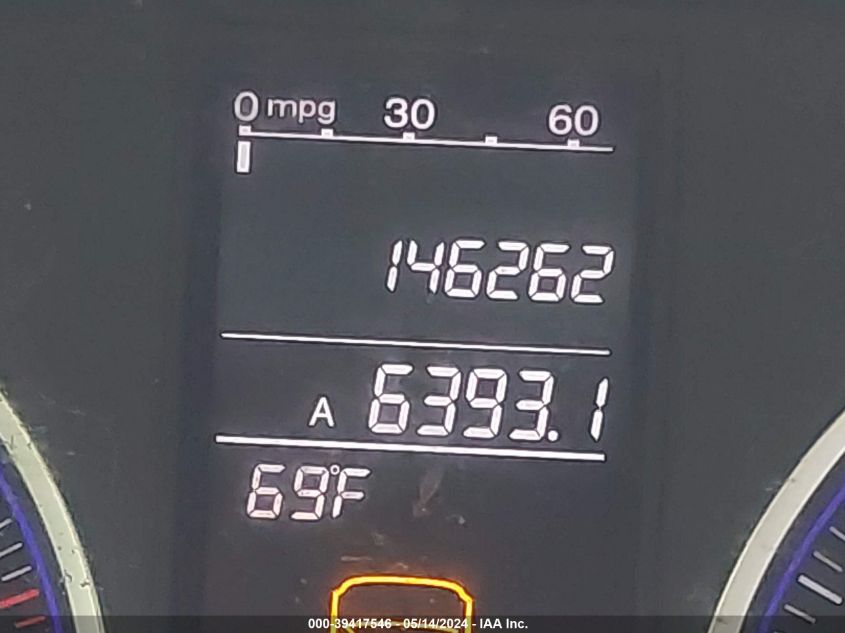 0 mpg 30 60
146262
A 6393.1
69°F
000-39417546 - 05/14/2024 - IAA Inc.